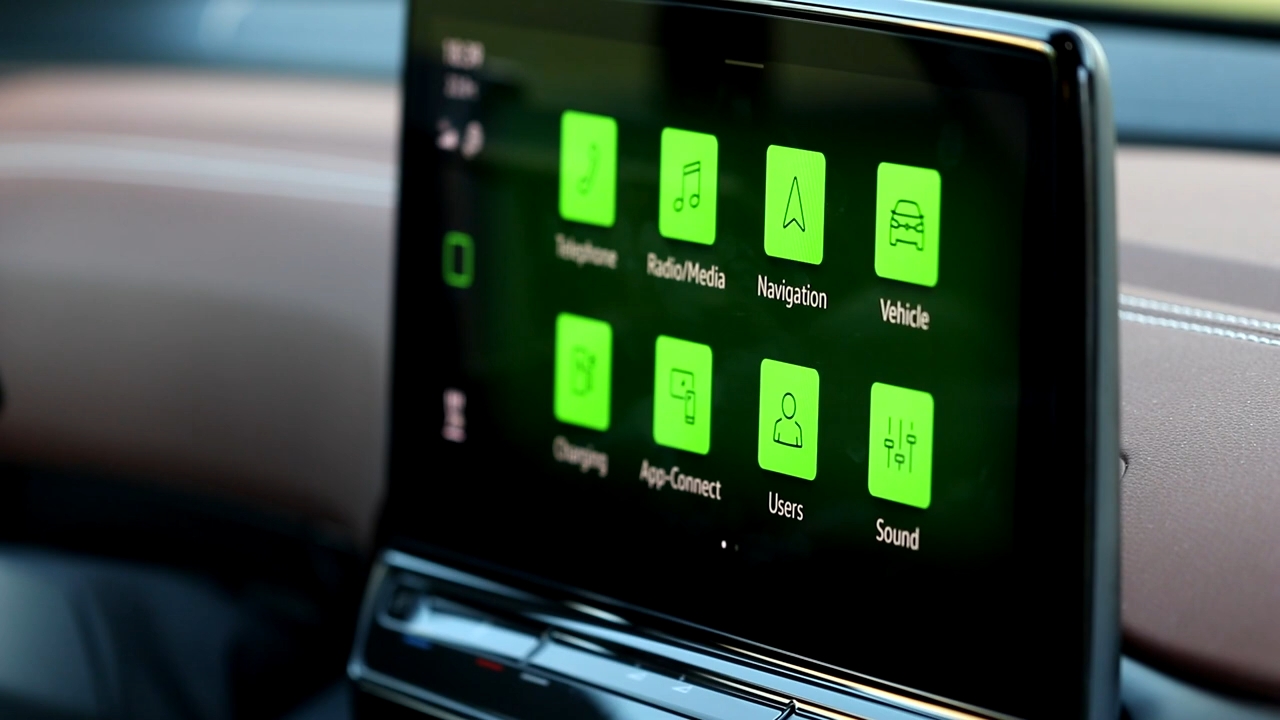 Telephone
Radio/Media
Navigation
Vehicle
Charging
App-Connect
Users
Sound